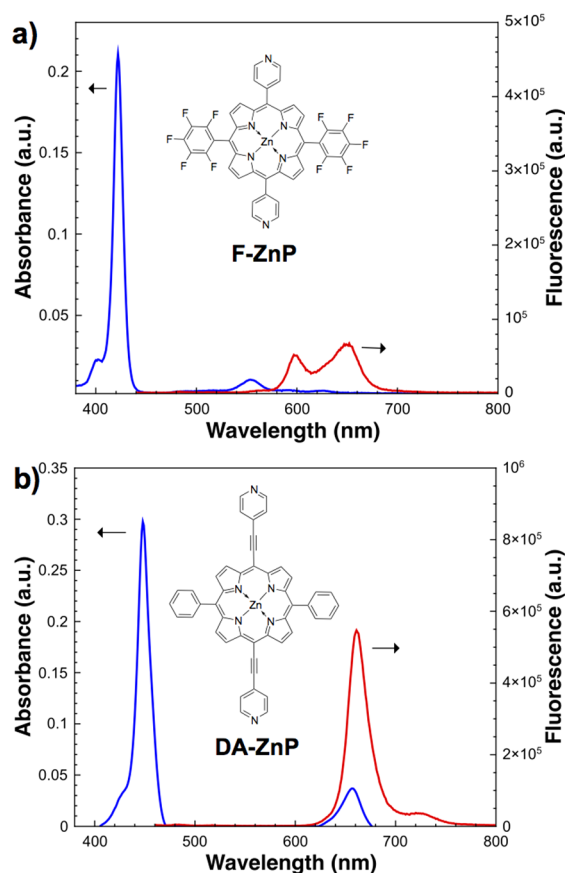 a)
Absorbance (a.u.)
0.2
0.15
0.1
0.05
5×10⁵
4×10⁵
3×10⁵
2×10⁵
10⁵
0
Fluorescence (a.u.)
N
F F F F
F N N F
Zn
F N N F
F F
N
F-ZnP
400 500 600 700 800
Wavelength (nm)
b)
Absorbance (a.u.)
0.35
0.3
0.25
0.2
0.15
0.1
0.05
0
10⁶
8×10⁵
6×10⁵
4×10⁵
2×10⁵
0
Fluorescence (a.u.)
N
N N
Zn
N N
N
DA-ZnP
400 500 600 700 800
Wavelength (nm)